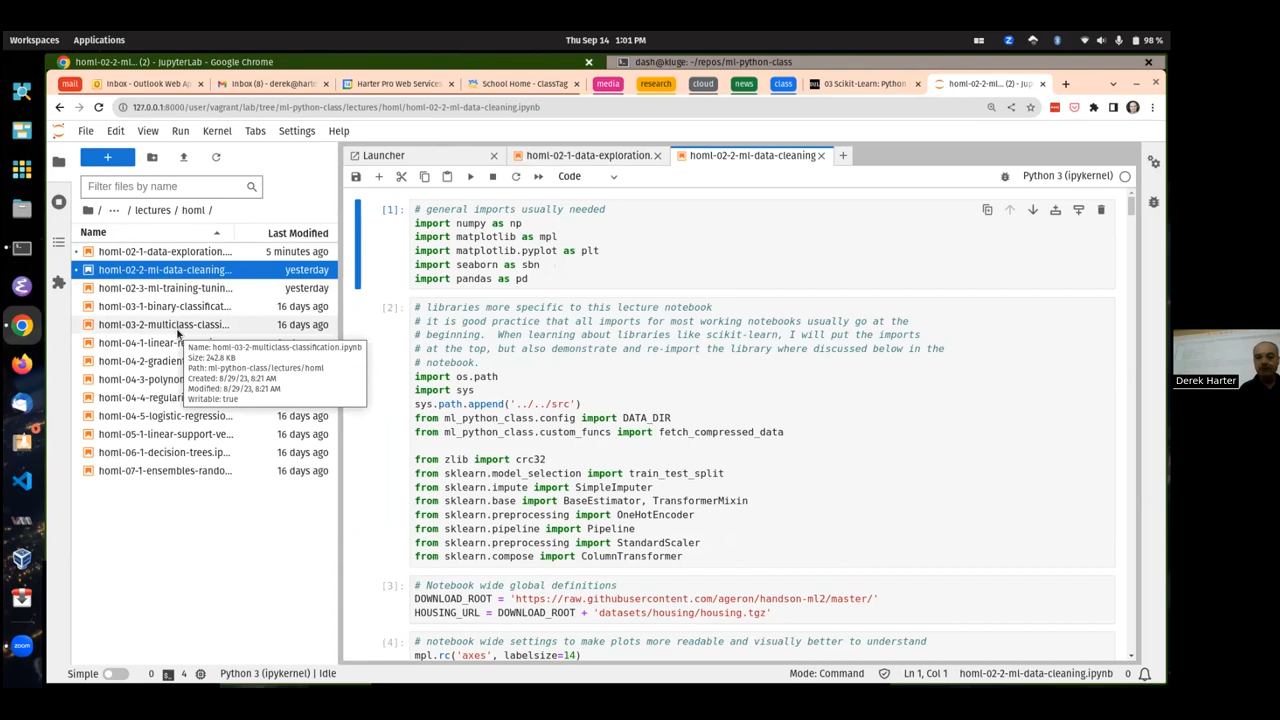 Workspaces Applications Thu Sep 14 1:01 PM 98 %
homl-02-2-ml-data-cleaning... (2) - JupyterLab - Google Chrome dash@kluge: ~/repos/ml-python-class
mail Inbox - Outlook Web Ap Inbox (8) - derek@hart Harter Pro Web Services School Home - ClassTag media research cloud news class 03 Scikit-Learn: Python homl-02-2-ml-d... (2) - Jup
127.0.0.1:8000/user/vagrant/lab/tree/ml-python-class/lectures/homl/homl-02-2-ml-data-cleaning.ipynb
File Edit View Run Kernel Tabs Settings Help
Launcher homl-02-1-data-exploration. homl-02-2-ml-data-cleaning
Code Python 3 (ipykernel)
Filter files by name
/ ... / lectures / homl /
Name Last Modified
homl-02-1-data-exploration.... 5 minutes ago
homl-02-2-ml-data-cleaning... yesterday
homl-02-3-ml-training-tunin... yesterday
homl-03-1-binary-classificat... 16 days ago
homl-03-2-multiclass-classi... 16 days ago
homl-04-1-linear-re
homl-04-2-gradien
homl-04-3-polynon
homl-04-4-regulari
homl-04-5-logistic-regressio... 16 days ago
homl-05-1-linear-support-ve... 16 days ago
homl-06-1-decision-trees.ip... 16 days ago
homl-07-1-ensembles-rando... 16 days ago
Name: homl-03-2-multiclass-classification.ipynb
Size: 242.8 KB
Path: ml-python-class/lectures/homl
Created: 8/29/23, 8:21 AM
Modified: 8/29/23, 8:21 AM
Writable: true
[1]: # general imports usually needed
import numpy as np
import matplotlib as mpl
import matplotlib.pyplot as plt
import seaborn as sbn
import pandas as pd
[2]: # libraries more specific to this lecture notebook
# it is good practice that all imports for most working notebooks usually go at the
# beginning. When learning about libraries like scikit-learn, I will put the imports
# at the top, but also demonstrate and re-import the library where discussed below in the
# notebook.
import os.path
import sys
sys.path.append('../../src')
from ml_python_class.config import DATA_DIR
from ml_python_class.custom_funcs import fetch_compressed_data
from zlib import crc32
from sklearn.model_selection import train_test_split
from sklearn.impute import SimpleImputer
from sklearn.base import BaseEstimator, TransformerMixin
from sklearn.preprocessing import OneHotEncoder
from sklearn.pipeline import Pipeline
from sklearn.preprocessing import StandardScaler
from sklearn.compose import ColumnTransformer
[3]: # Notebook wide global definitions
DOWNLOAD_ROOT = 'https://raw.githubusercontent.com/ageron/handson-ml2/master/'
HOUSING_URL = DOWNLOAD_ROOT + 'datasets/housing/housing.tgz'
[4]: # notebook wide settings to make plots more readable and visually better to understand
mpl.rc('axes', labelsize=14)
Simple 0 4 Python 3 (ipykernel) | Idle Mode: Command Ln 1, Col 1 homl-02-2-ml-data-cleaning.ipynb 0
Derek Harter
zoom